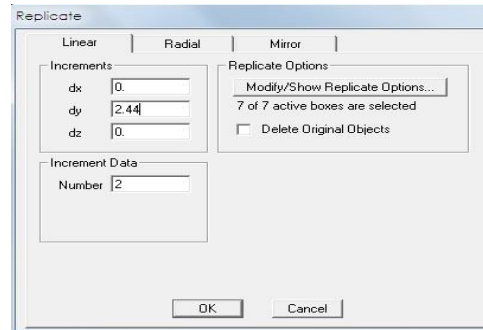 Replicate
Linear Radial Mirror
Increments
dx 0.
dy 2.44
dz 0.
Increment Data
Number 2
Replicate Options
Modify/Show Replicate Options...
7 of 7 active boxes are selected
Delete Original Objects
OK Cancel